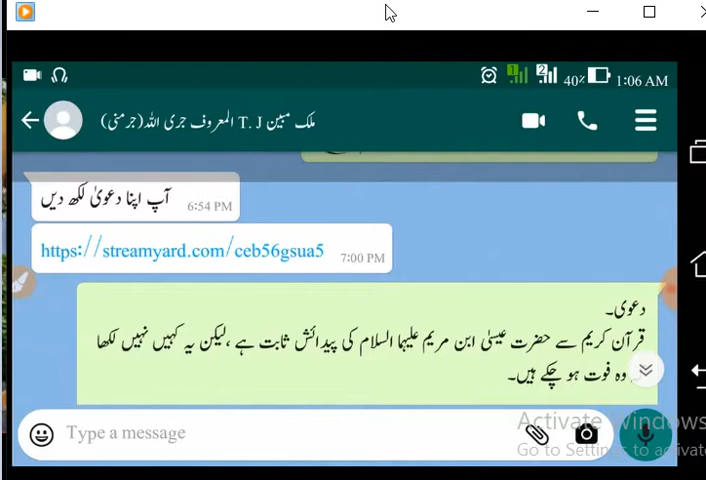 1 2 40% 1:06 AM
ملک مبین T. J المعروف جری اللہ(جرمنی)
آپ اپنا دعویٰ لکھ دیں
6:54 PM
https://streamyard.com/ceb56gsua5
7:00 PM
دعوی۔
قرآن کریم سے حضرت عیسیٰ ابن مریم علیہا السلام کی پیدائش ثابت ہے ،لیکن یہ کہیں نہیں لکھا
وہ فوت ہو چکے ہیں۔
Type a message
Activate Windows
Go to Settings to activate